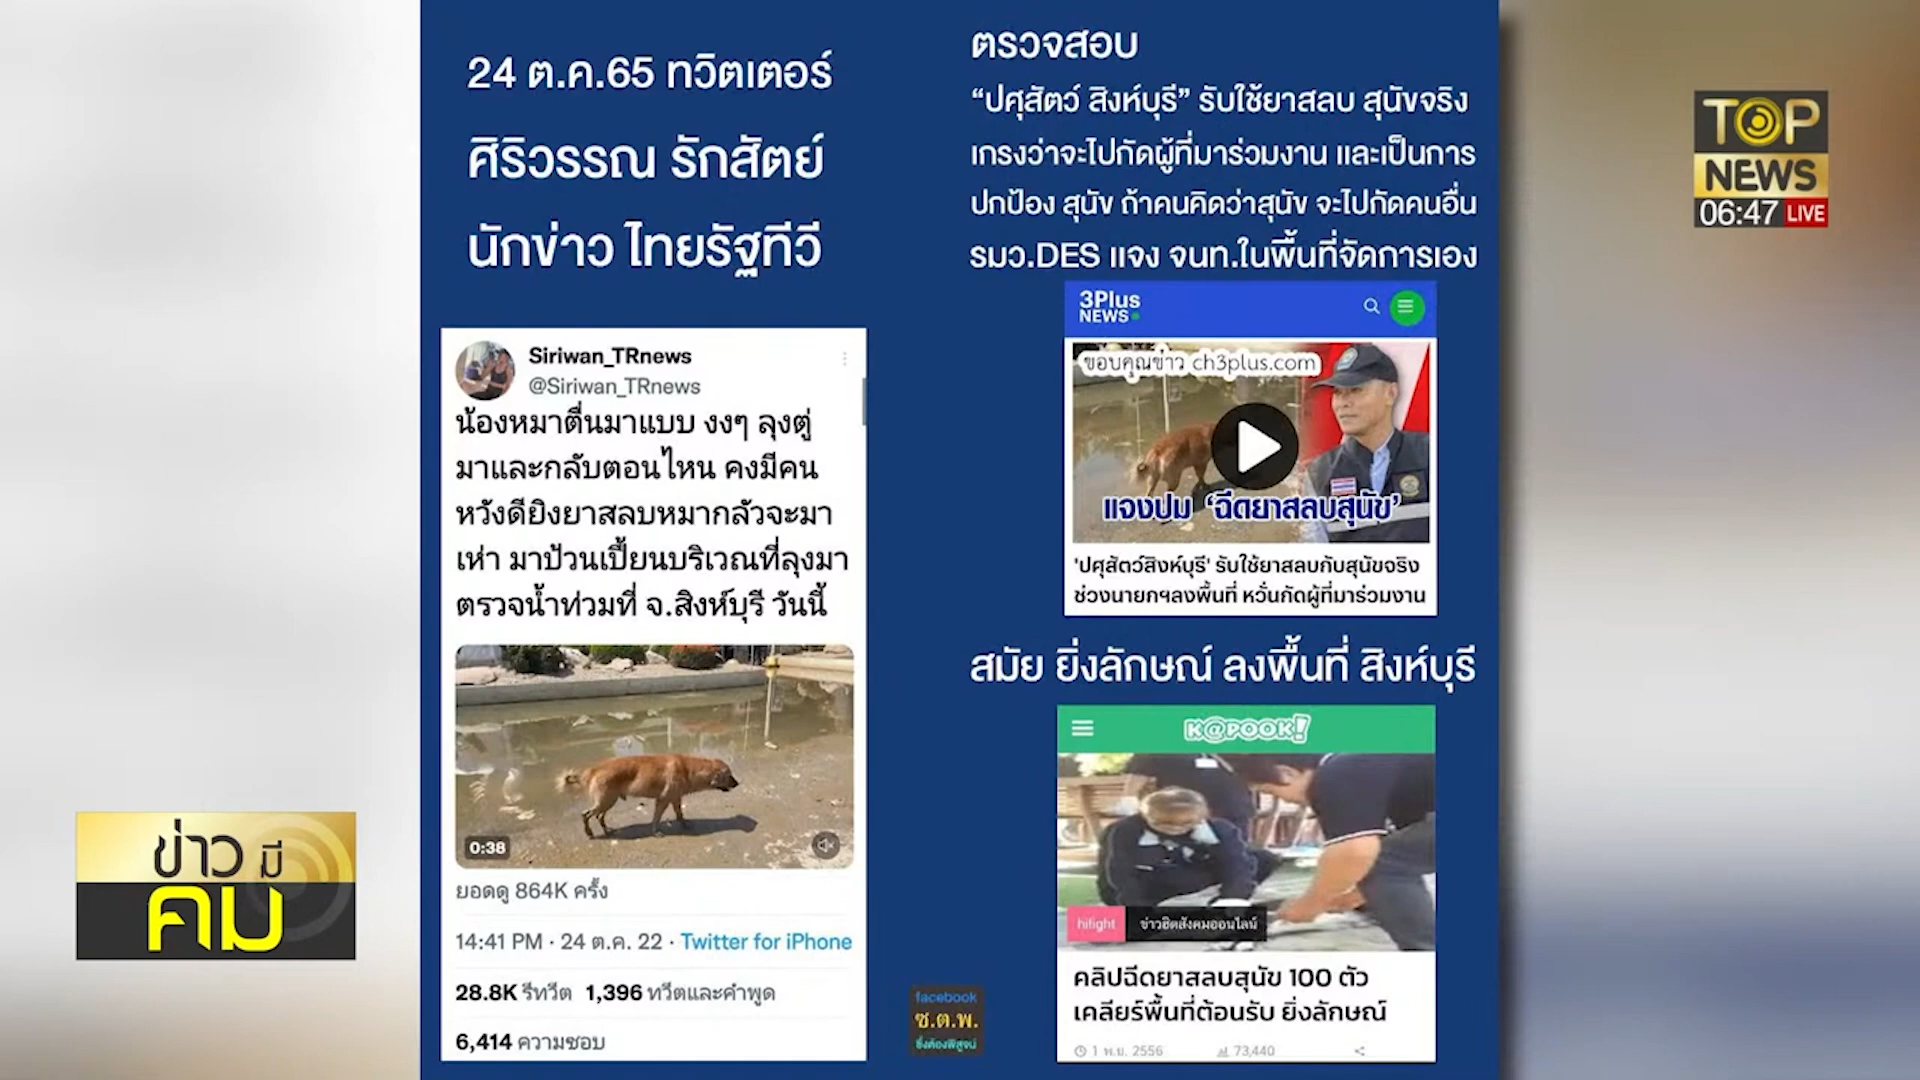 24 ต.ค.65 ทวิตเตอร์
ศิริวรรณ รักสัตย์
นักข่าว ไทยรัฐทีวี
Siriwan_TRnews
@Siriwan_TRnews
น้องหมาตื่นมาแบบ งงๆ ลุงตู่
มาและกลับตอนไหน คงมีคน
หวังดียิงยาสลบหมากลัวจะมา
เห่า มาป้วนเปี้ยนบริเวณที่ลุงมา
ตรวจน้ำท่วมที่ จ.สิงห์บุรี วันนี้
0:38
ยอดดู 864K ครั้ง
14:41 PM · 24 ต.ค. 22 · Twitter for iPhone
28.8K รีทวีต 1,396 ทวีตและคำพูด
6,414 ความชอบ
ตรวจสอบ
“ปศุสัตว์ สิงห์บุรี” รับใช้ยาสลบ สุนัขจริง
เกรงว่าจะไปกัดผู้ที่มาร่วมงาน และเป็นการ
ปกป้อง สุนัข ถ้าคนคิดว่าสุนัข จะไปกัดคนอื่น
รมว.DES แจง จนท.ในพื้นที่จัดการเอง
3Plus
NEWS
ขอบคุณข่าว ch3plus.com
แจงปม ‘ฉีดยาสลบสุนัข’
'ปศุสัตว์สิงห์บุรี' รับใช้ยาสลบกับสุนัขจริง
ช่วงนายกฯลงพื้นที่ หวั่นกัดผู้ที่มาร่วมงาน
สมัย ยิ่งลักษณ์ ลงพื้นที่ สิงห์บุรี
K@POOK!
hilight ข่าวฮิตสังคมออนไลน์
คลิปฉีดยาสลบสุนัข 100 ตัว
เคลียร์พื้นที่ต้อนรับ ยิ่งลักษณ์
1 พ.ย. 2556 73,440
facebook
ซ.ต.พ.
ซึ่งต้องพิสูจน์
TOP
NEWS
06:47 LIVE
ข่าวมี
คม